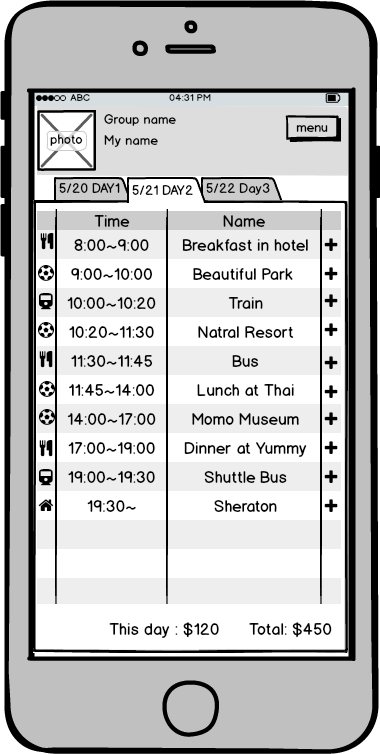 ABC 04:31 PM
photo
Group name
My name
menu
5/20 DAY1 5/21 DAY2 5/22 Day3
Time Name
8:00~9:00 Breakfast in hotel +
9:00~10:00 Beautiful Park +
10:00~10:20 Train +
10:20~11:30 Natral Resort +
11:30~11:45 Bus +
11:45~14:00 Lunch at Thai +
14:00~17:00 Momo Museum +
17:00~19:00 Dinner at Yummy +
19:00~19:30 Shuttle Bus +
19:30~ Sheraton +
This day : $120 Total: $450